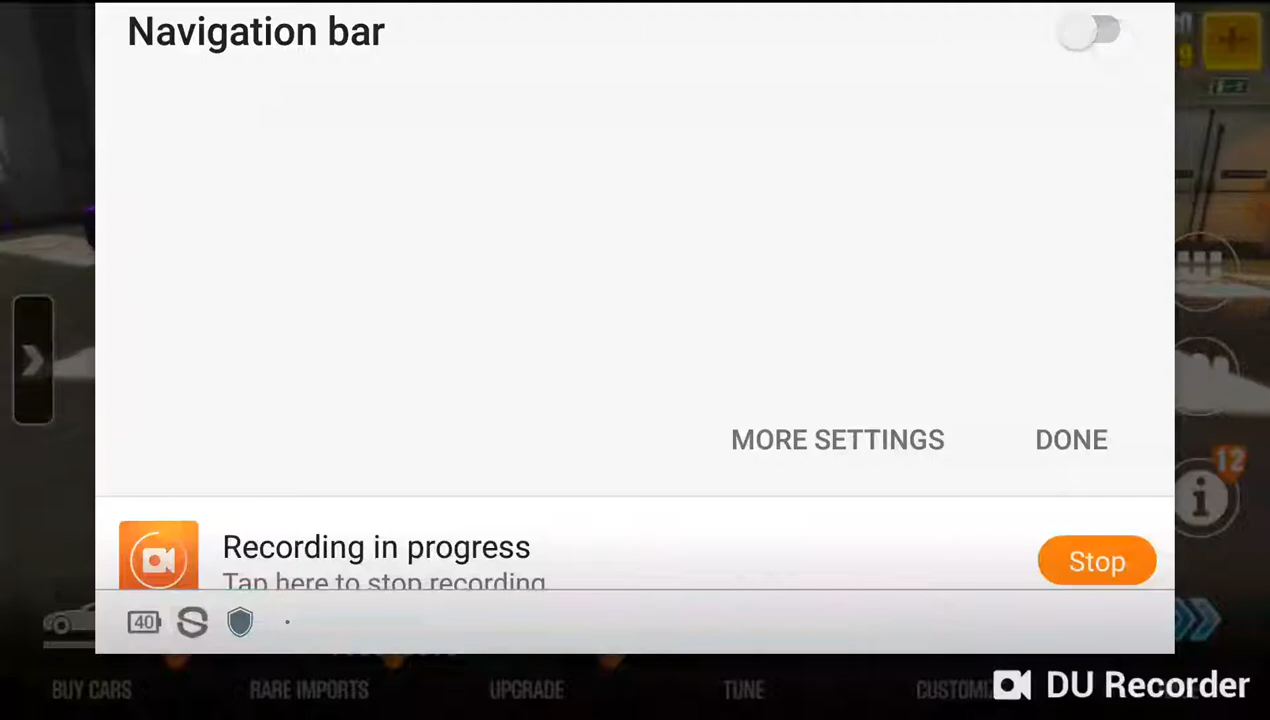 Navigation bar
MORE SETTINGS DONE
12
Recording in progress
Stop
Tap here to stop recording.
40
BUY CARS RARE IMPORTS UPGRADE TUNE
DU Recorder